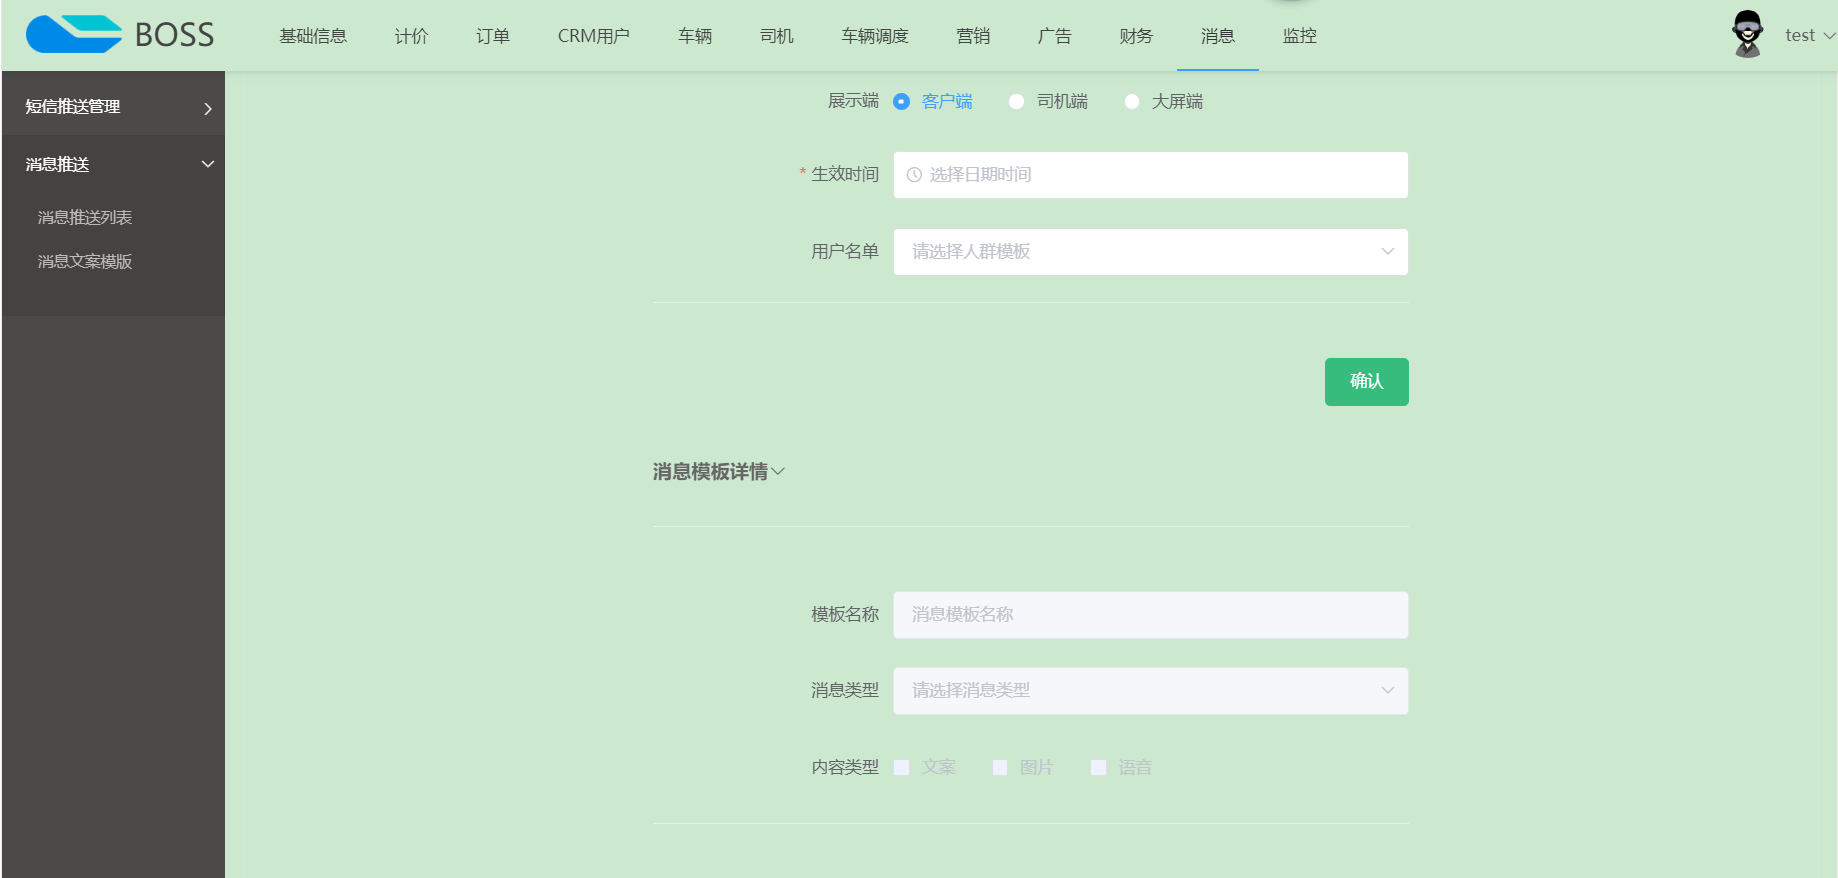 BOSS 基础信息 计价 订单 CRM用户 车辆 司机 车辆调度 营销 广告 财务 消息 监控 test
短信推送管理
消息推送
消息推送列表
消息文案模版
展示端 客户端 司机端 大屏端
* 生效时间 选择日期时间
用户名单 请选择人群模板
确认
消息模板详情
模板名称 消息模板名称
消息类型 请选择消息类型
内容类型 文案 图片 语音